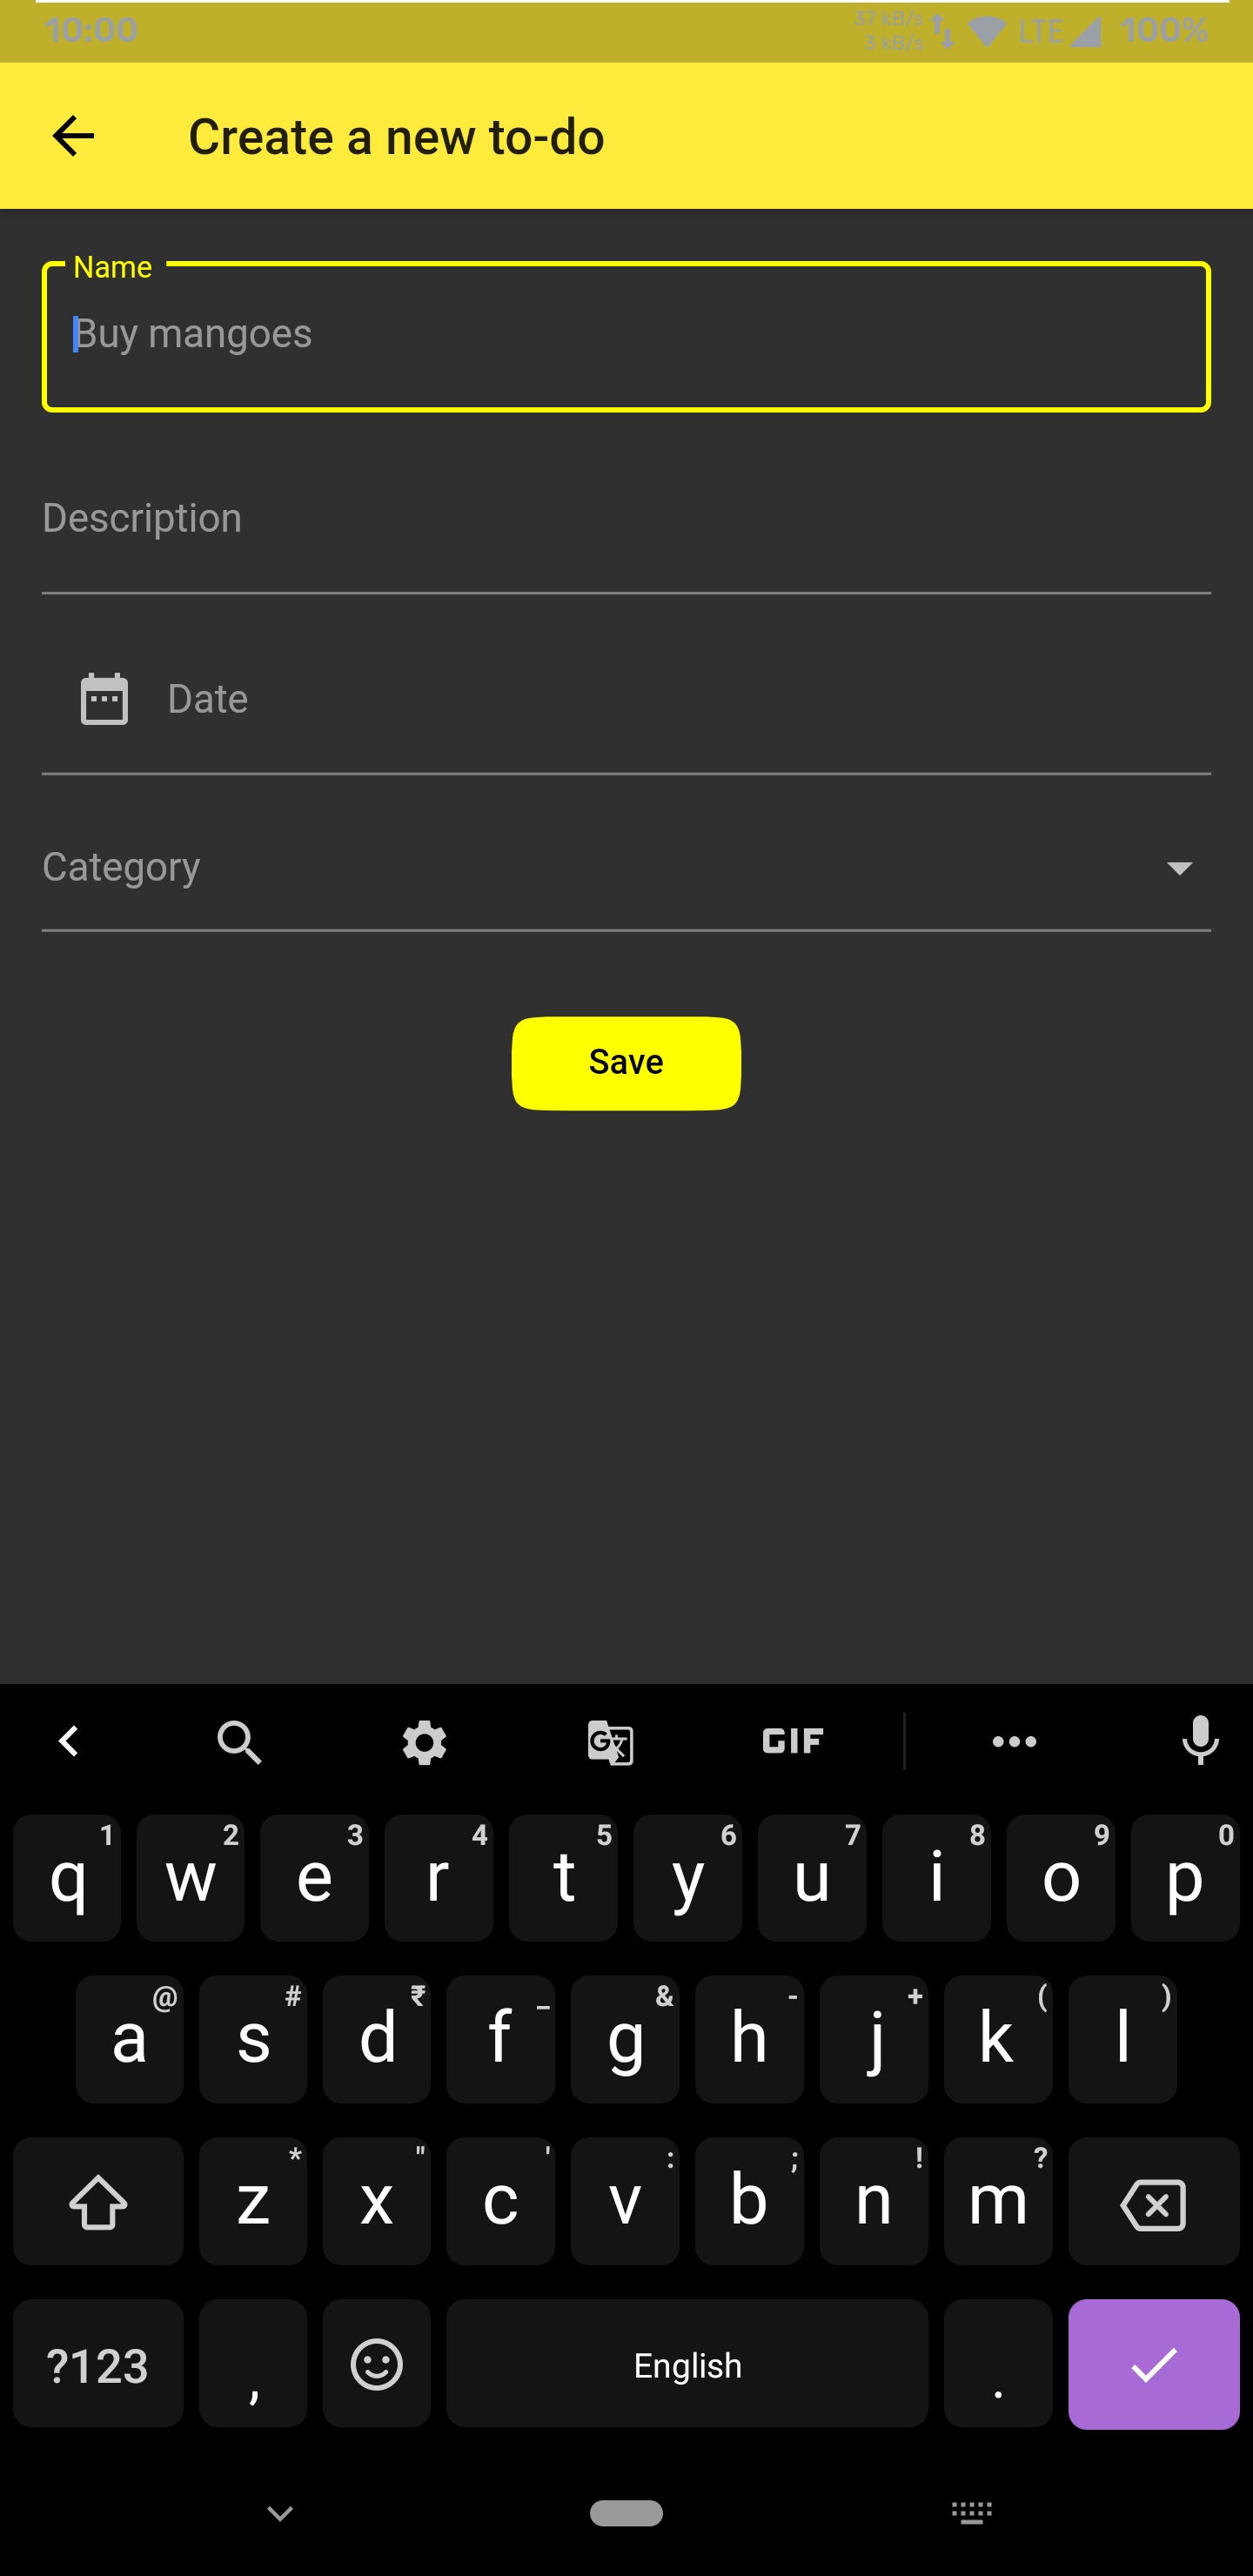 10:00 37 kB/s 3 kB/s LTE 100%
Create a new to-do
Name
Buy mangoes
Description
Date
Category
Save
GIF
1 2 3 4 5 6 7 8 9 0
q w e r t y u i o p
@ # ₹ _ & - + ( )
a s d f g h j k l
* " ' : ; ! ?
z x c v b n m
?123 , English .